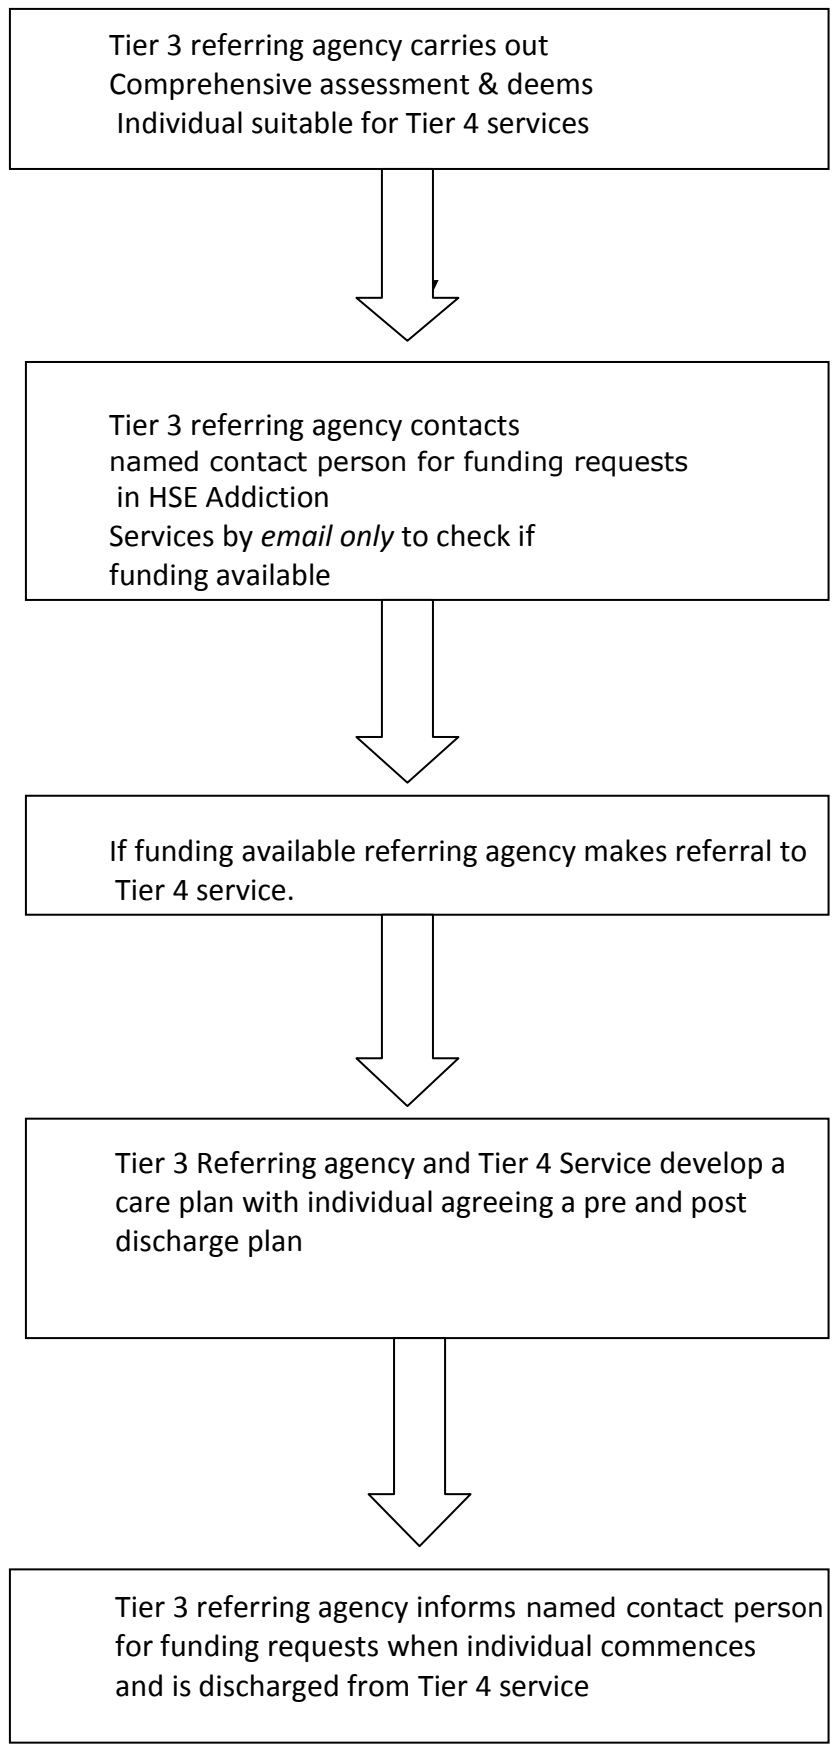 Tier 3 referring agency carries out
Comprehensive assessment & deems
Individual suitable for Tier 4 services
Tier 3 referring agency contacts
named contact person for funding requests
in HSE Addiction
Services by email only to check if
funding available
If funding available referring agency makes referral to
Tier 4 service.
Tier 3 Referring agency and Tier 4 Service develop a
care plan with individual agreeing a pre and post
discharge plan
Tier 3 referring agency informs named contact person
for funding requests when individual commences
and is discharged from Tier 4 service